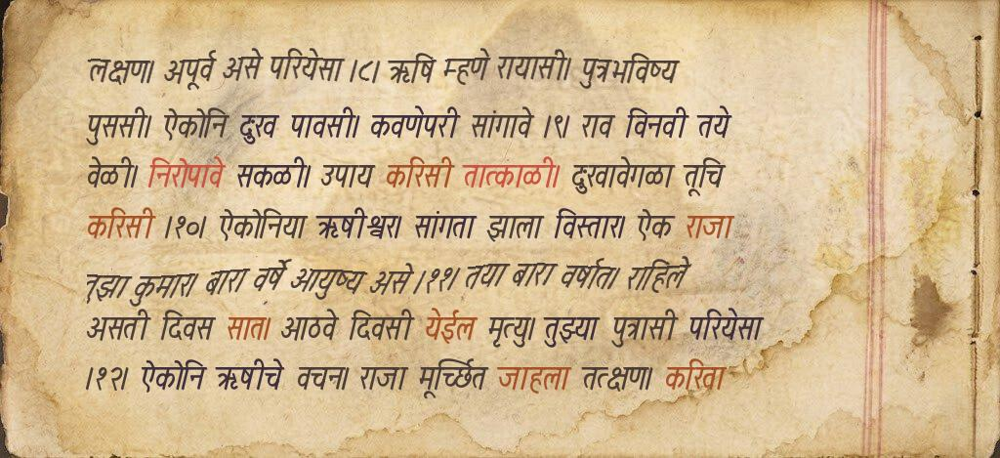 लक्षण। अपूर्व असे परियेसा ।८। ऋषि म्हणे रायासी। पुत्रभविष्य
पुससी। ऐकोनि दुःख पावसी। कवणेपरी सांगावे ।९। राव विनवी तये
वेळी। निरोपावे सकळी। उपाय करिसी तात्काळी। दुःखावेगळा तूचि
करिसी ।१०। ऐकोनिया ऋषीश्वर। सांगता झाला विस्तार। ऐक राजा
तुझा कुमार। बारा वर्षे आयुष्य असे ।११। तया बारा वर्षात। राहिले
असती दिवस सात। आठवे दिवसी येईल मृत्यु। तुझ्या पुत्रासी परियेसा
।१२। ऐकोनि ऋषीचे वचन। राजा मूर्च्छित जाहला तत्क्षण। करिता